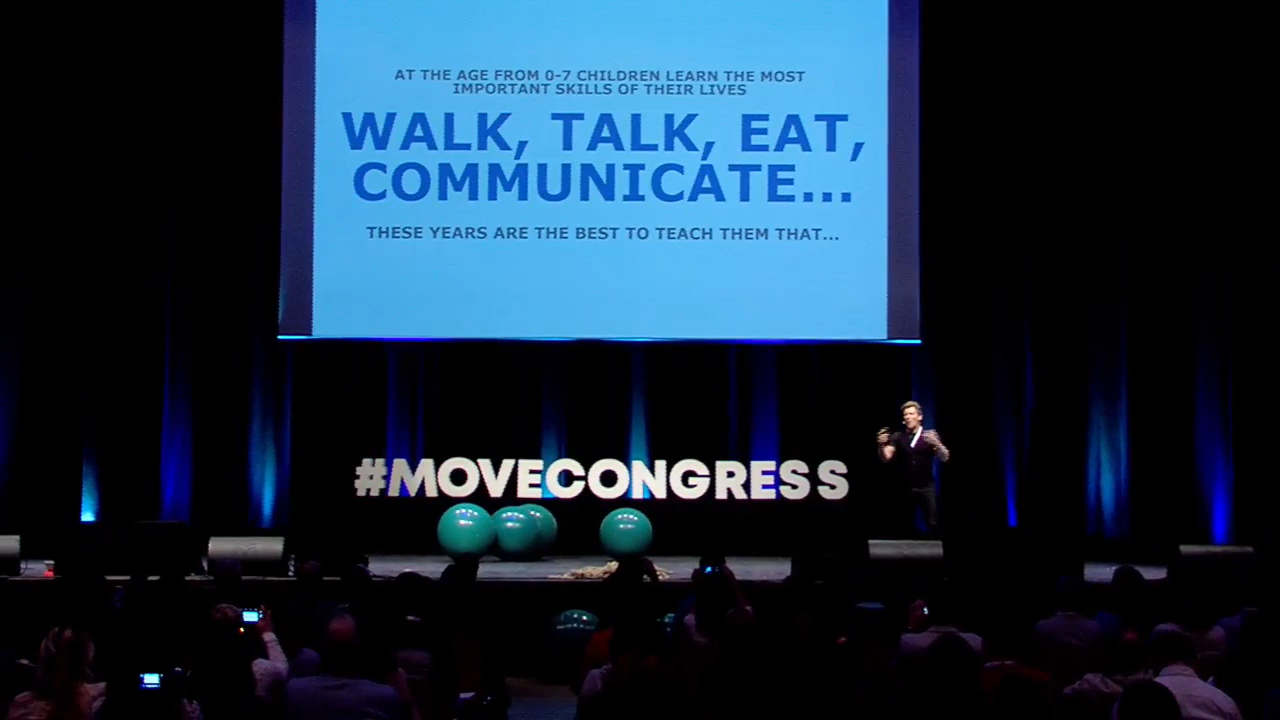 AT THE AGE FROM 0-7 CHILDREN LEARN THE MOST
IMPORTANT SKILLS OF THEIR LIVES
WALK, TALK, EAT,
COMMUNICATE...
THESE YEARS ARE THE BEST TO TEACH THEM THAT...
#MOVECONGRESS